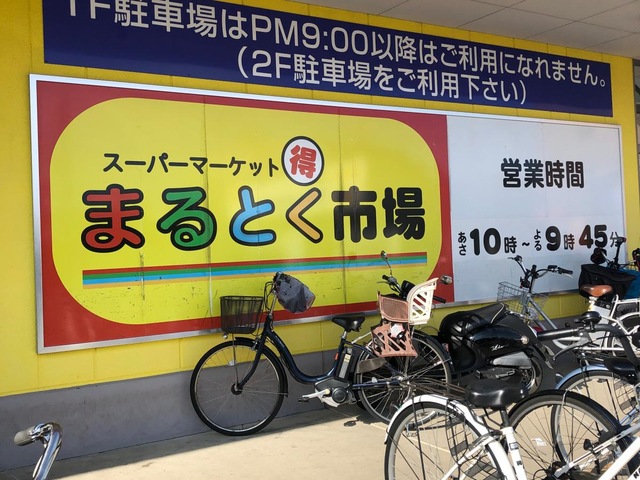 1F駐車場はPM9:00以降はご利用になれません。
(2F駐車場をご利用下さい)
スーパーマーケット得
まるとく市場
営業時間
あさ10時~よる9時45分